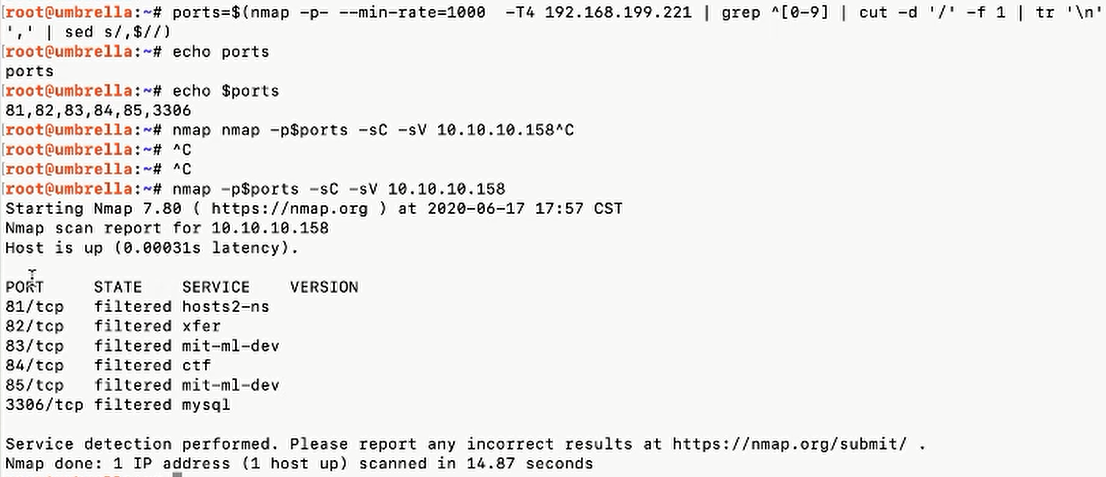 [root@umbrella:~# ports=$(nmap -p- --min-rate=1000  -T4 192.168.199.221 | grep ^[0-9] | cut -d '/' -f 1 | tr '\n'
',' | sed s/,$//)
[root@umbrella:~# echo ports
ports
[root@umbrella:~# echo $ports
81,82,83,84,85,3306
[root@umbrella:~# nmap nmap -p$ports -sC -sV 10.10.10.158^C
[root@umbrella:~# ^C
[root@umbrella:~# ^C
[root@umbrella:~# nmap -p$ports -sC -sV 10.10.10.158
Starting Nmap 7.80 ( https://nmap.org ) at 2020-06-17 17:57 CST
Nmap scan report for 10.10.10.158
Host is up (0.00031s latency).
PORT     STATE    SERVICE    VERSION
81/tcp   filtered hosts2-ns
82/tcp   filtered xfer
83/tcp   filtered mit-ml-dev
84/tcp   filtered ctf
85/tcp   filtered mit-ml-dev
3306/tcp filtered mysql
Service detection performed. Please report any incorrect results at https://nmap.org/submit/ .
Nmap done: 1 IP address (1 host up) scanned in 14.87 seconds